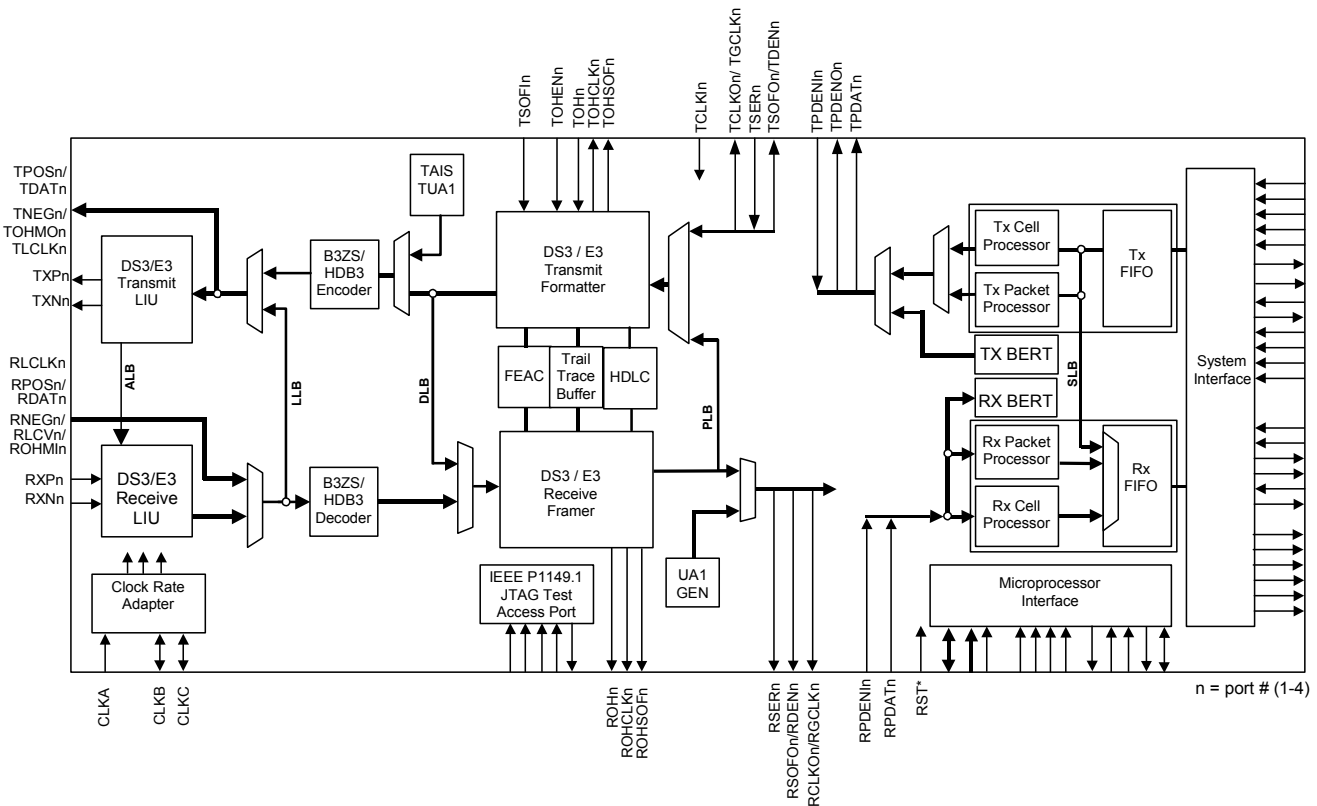 TSOFIn
TOHENn
TOHn
TOHCLKn
TOHSOFn
TCLKIn
TCLKOn/ TGCLKn
TSERn
TSOFOn/TDENn
TPDENIn
TPDENOn
TPDATn
TPOSn/
TDATn
TNEGn/
TOHMOn
TLCLKn
TXPn
TXNn
RLCLKn
RPOSn/
RDATn
RNEGn/
RLCVn/
ROHMIn
RXPn
RXNn
TAIS
TUA1
DS3/E3
Transmit
LIU
B3ZS/
HDB3
Encoder
DS3 / E3
Transmit
Formatter
Tx Cell
Processor
Tx Packet
Processor
Tx
FIFO
TX BERT
RX BERT
System
Interface
ALB
LLB
DLB
PLB
SLB
FEAC
Trail
Trace
Buffer
HDLC
DS3/E3
Receive
LIU
B3ZS/
HDB3
Decoder
DS3 / E3
Receive
Framer
Rx Packet
Processor
Rx Cell
Processor
Rx
FIFO
Clock Rate
Adapter
IEEE P1149.1
JTAG Test
Access Port
UA1
GEN
Microprocessor
Interface
CLKA
CLKB
CLKC
ROHn
ROHCLKn
ROHSOFn
RSERn
RSOFOn/RDENn
RCLKOn/RGCLKn
RPDENIn
RPDATn
RST*
n = port # (1-4)